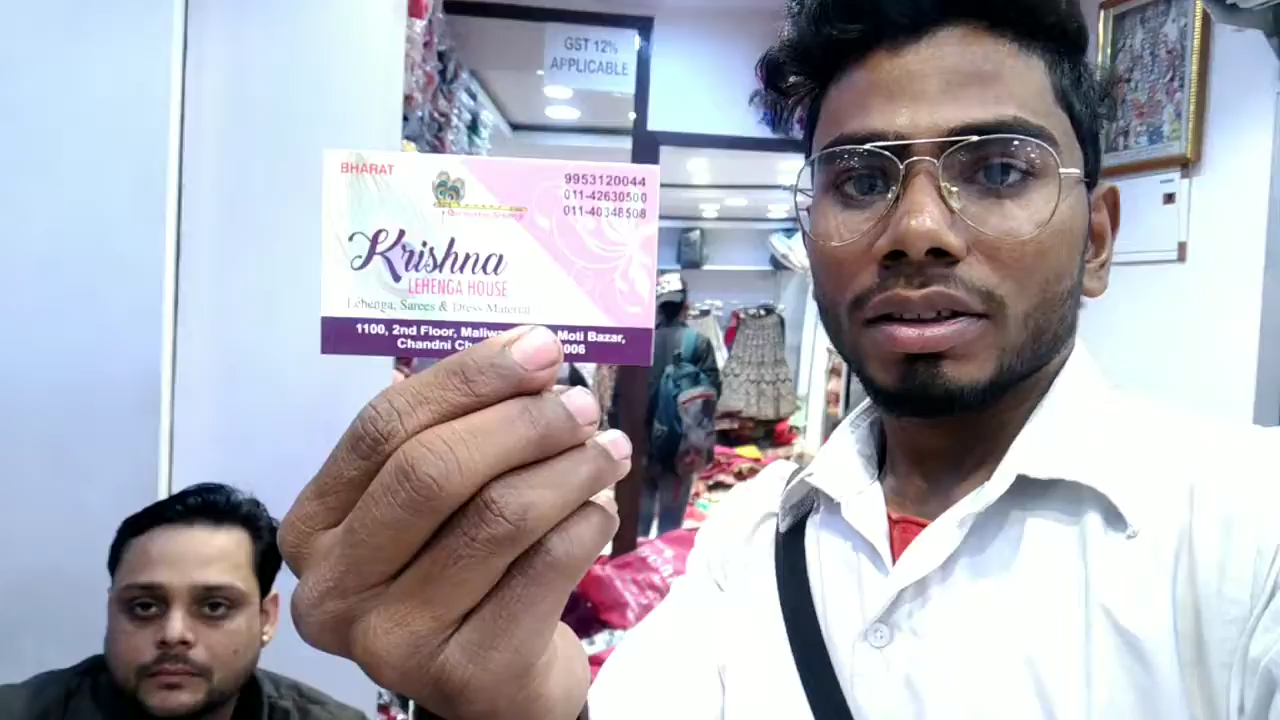 GST 12%
APPLICABLE
BHARAT
9953120044
011-42630500
011-40348508
Krishna
LEHENGA HOUSE
Lehenga, Sarees & Dress Material
1100, 2nd Floor, Moti Bazar,
Chandni